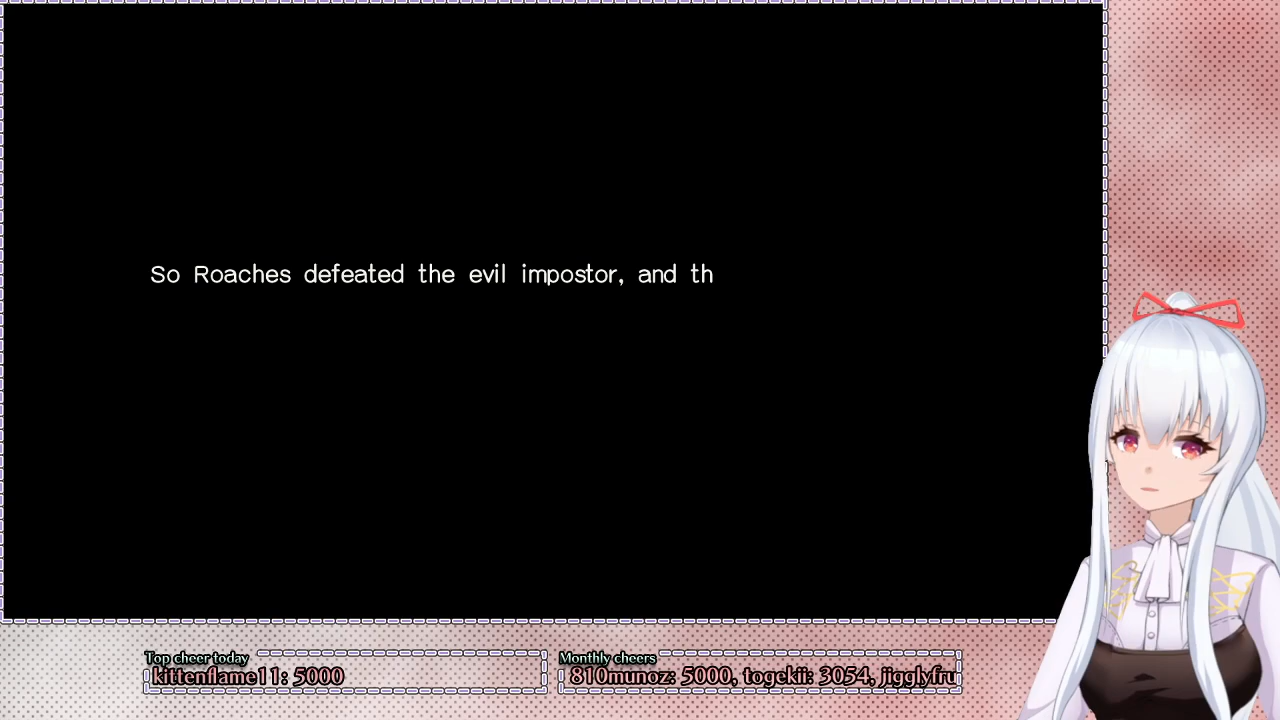 So Roaches defeated the evil impostor, and th
Top cheer today
kittenflame11: 5000
Monthly cheers
810munoz: 5000, togekii: 3054, jigglyfru